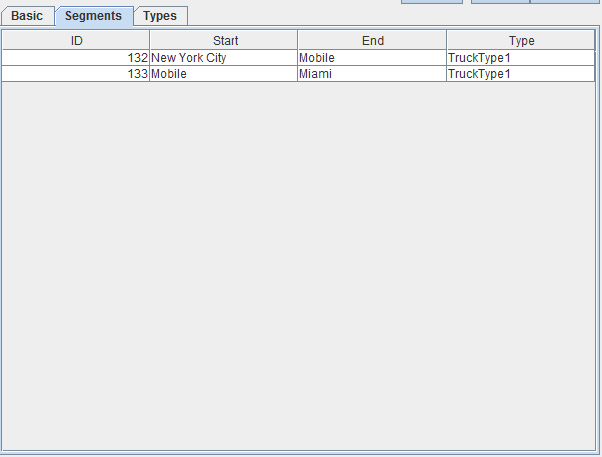 Basic Segments Types
ID Start End Type
132 New York City Mobile TruckType1
133 Mobile Miami TruckType1